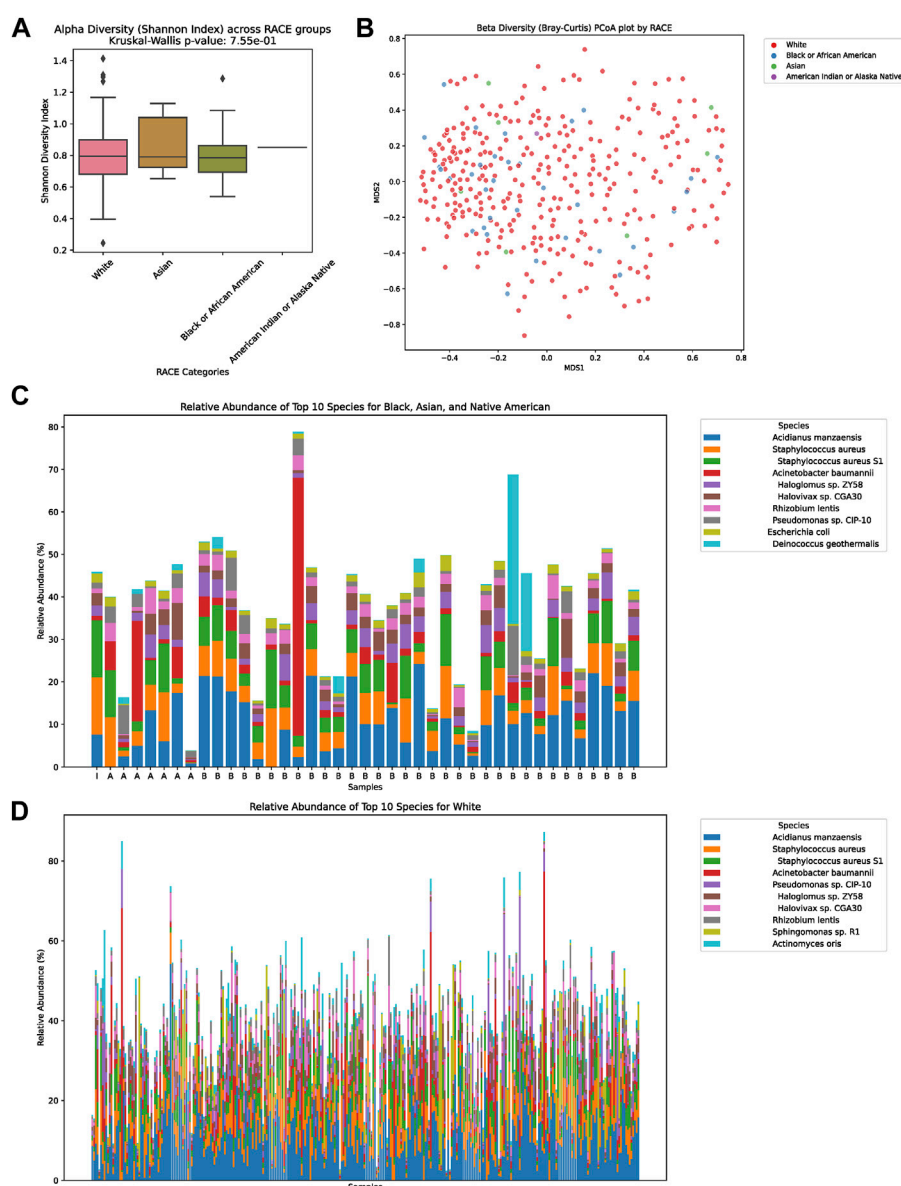 A
Alpha Diversity (Shannon Index) across RACE groups
Kruskal-Wallis p-value: 7.55e-01
Shannon Diversity Index
1.4
1.2
1.0
0.8
0.6
0.4
0.2
White
Asian
Black or African American
American Indian or Alaska Native
RACE Categories
B
Beta Diversity (Bray-Curtis) PCoA plot by RACE
MDS2
0.8
0.6
0.4
0.2
0.0
−0.2
−0.4
−0.6
−0.8
−0.4
−0.2
0.0
0.2
0.4
0.6
0.8
MDS1
White
Black or African American
Asian
American Indian or Alaska Native
C
Relative Abundance of Top 10 Species for Black, Asian, and Native American
Relative Abundance (%)
80
70
60
50
40
30
20
10
0
I A A A A A A A B B B B B B B B B B B B B B B B B B B B B B B B B B B B B B B B B
Samples
Species
Acidianus manzaensis
Staphylococcus aureus
Staphylococcus aureus S1
Acinetobacter baumannii
Haloglomus sp. ZY58
Halovivax sp. CGA30
Rhizobium lentis
Pseudomonas sp. CIP-10
Escherichia coli
Deinococcus geothermalis
D
Relative Abundance of Top 10 Species for White
Relative Abundance (%)
80
60
40
20
0
Samples
Species
Acidianus manzaensis
Staphylococcus aureus
Staphylococcus aureus S1
Acinetobacter baumannii
Pseudomonas sp. CIP-10
Haloglomus sp. ZY58
Halovivax sp. CGA30
Rhizobium lentis
Sphingomonas sp. R1
Actinomyces oris